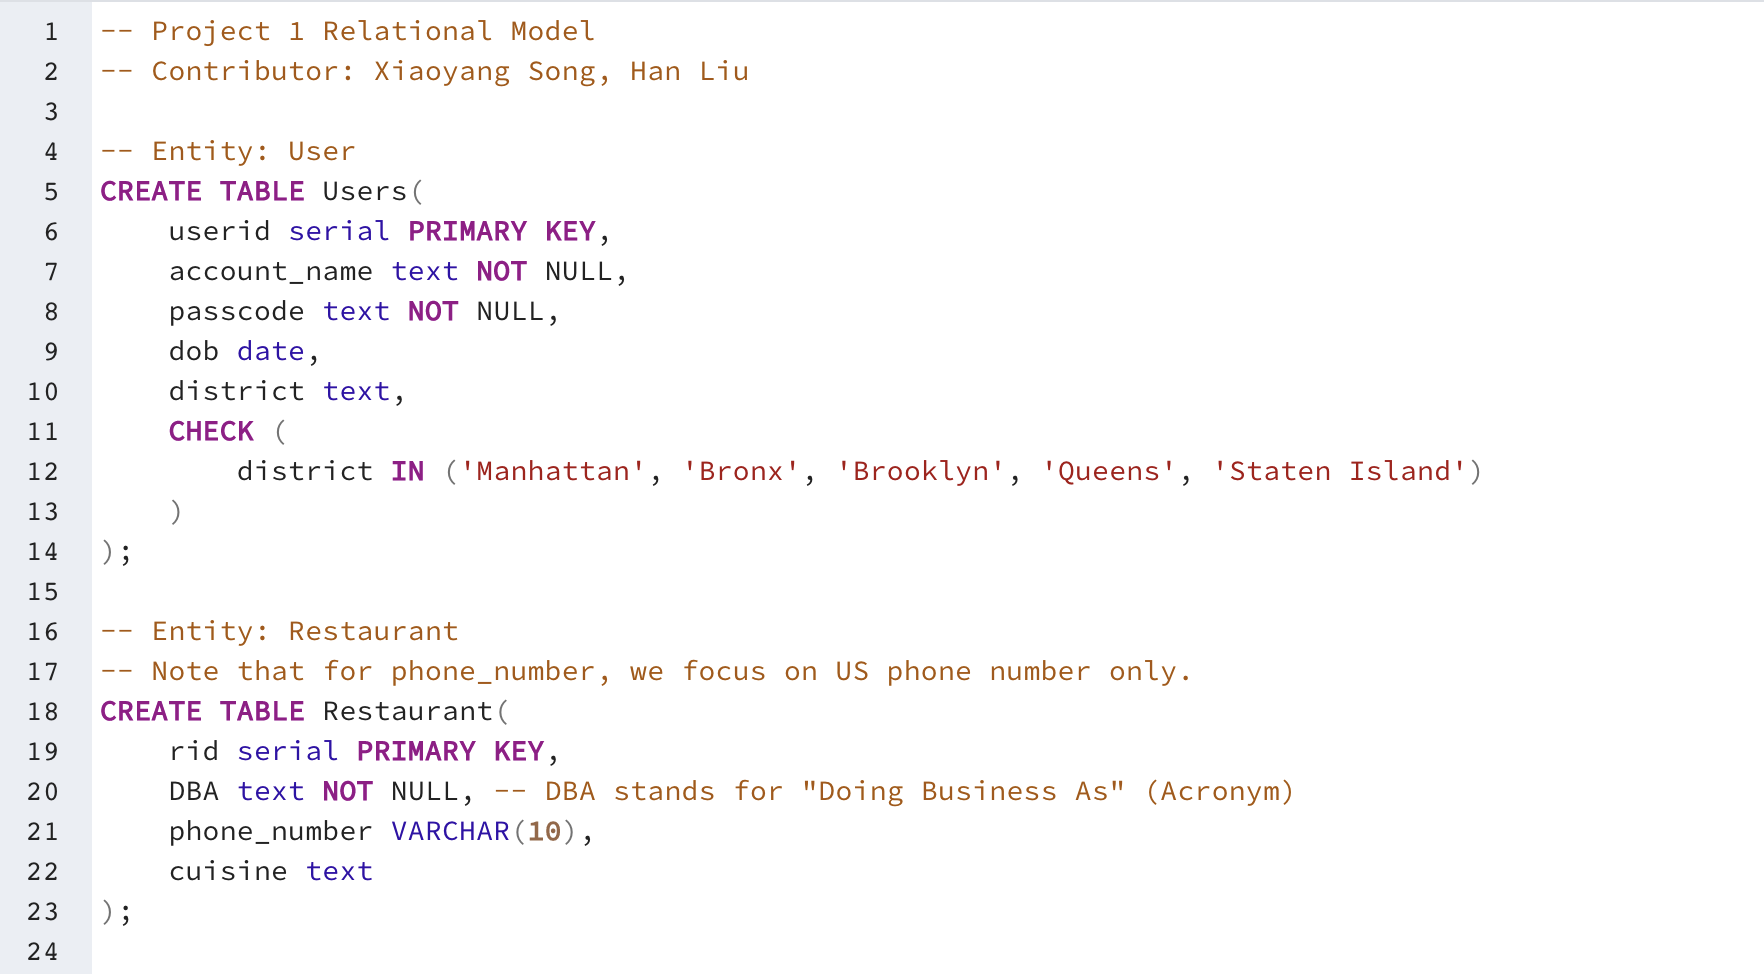 1 -- Project 1 Relational Model
2 -- Contributor: Xiaoyang Song, Han Liu
3
4 -- Entity: User
5 CREATE TABLE Users(
6     userid serial PRIMARY KEY,
7     account_name text NOT NULL,
8     passcode text NOT NULL,
9     dob date,
10     district text,
11     CHECK (
12         district IN ('Manhattan', 'Bronx', 'Brooklyn', 'Queens', 'Staten Island')
13     )
14 );
15
16 -- Entity: Restaurant
17 -- Note that for phone_number, we focus on US phone number only.
18 CREATE TABLE Restaurant(
19     rid serial PRIMARY KEY,
20     DBA text NOT NULL, -- DBA stands for "Doing Business As" (Acronym)
21     phone_number VARCHAR(10),
22     cuisine text
23 );
24